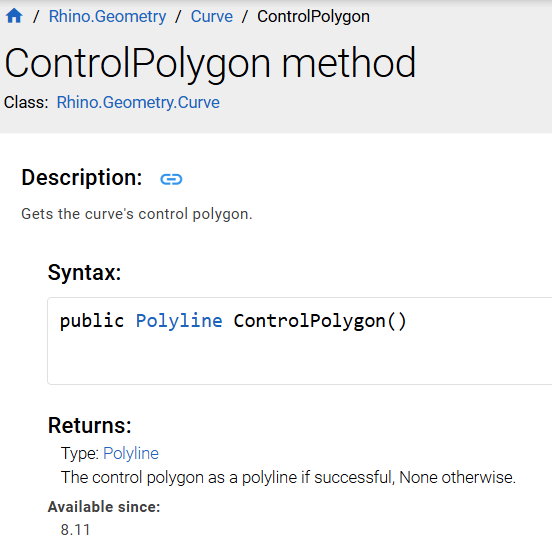 / Rhino.Geometry / Curve / ControlPolygon
ControlPolygon method
Class: Rhino.Geometry.Curve
Description:
Gets the curve's control polygon.
Syntax:
public Polyline ControlPolygon()
Returns:
Type: Polyline
The control polygon as a polyline if successful, None otherwise.
Available since:
8.11